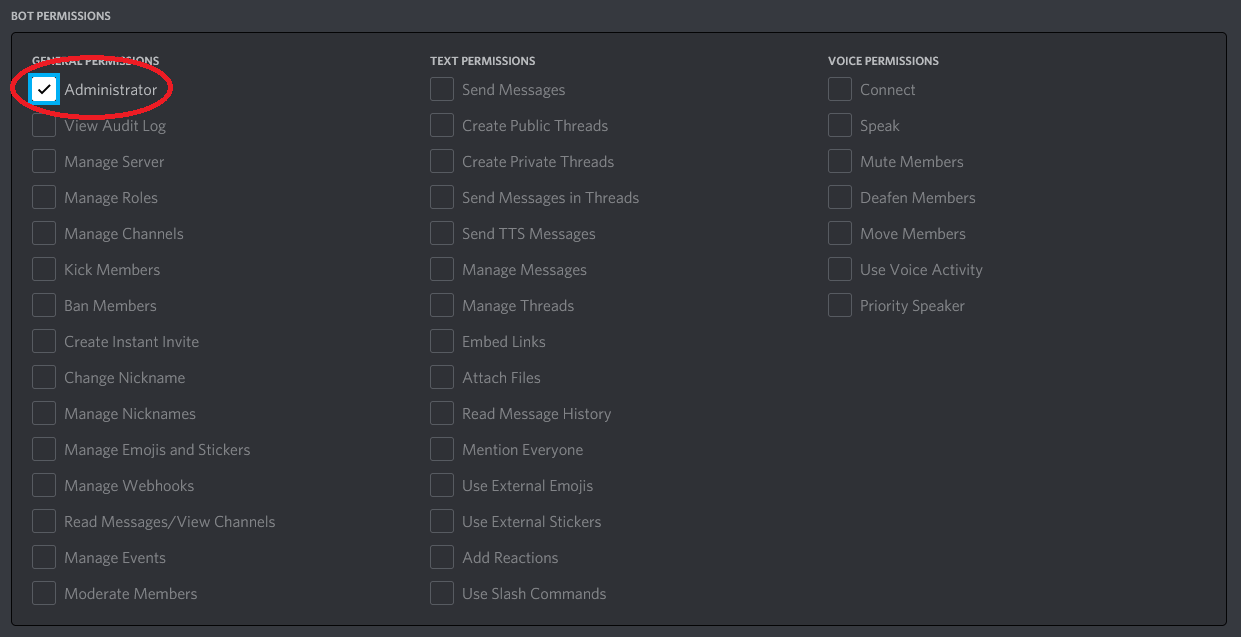 BOT PERMISSIONS
GENERAL PERMISSIONS
Administrator
View Audit Log
Manage Server
Manage Roles
Manage Channels
Kick Members
Ban Members
Create Instant Invite
Change Nickname
Manage Nicknames
Manage Emojis and Stickers
Manage Webhooks
Read Messages/View Channels
Manage Events
Moderate Members
TEXT PERMISSIONS
Send Messages
Create Public Threads
Create Private Threads
Send Messages in Threads
Send TTS Messages
Manage Messages
Manage Threads
Embed Links
Attach Files
Read Message History
Mention Everyone
Use External Emojis
Use External Stickers
Add Reactions
Use Slash Commands
VOICE PERMISSIONS
Connect
Speak
Mute Members
Deafen Members
Move Members
Use Voice Activity
Priority Speaker